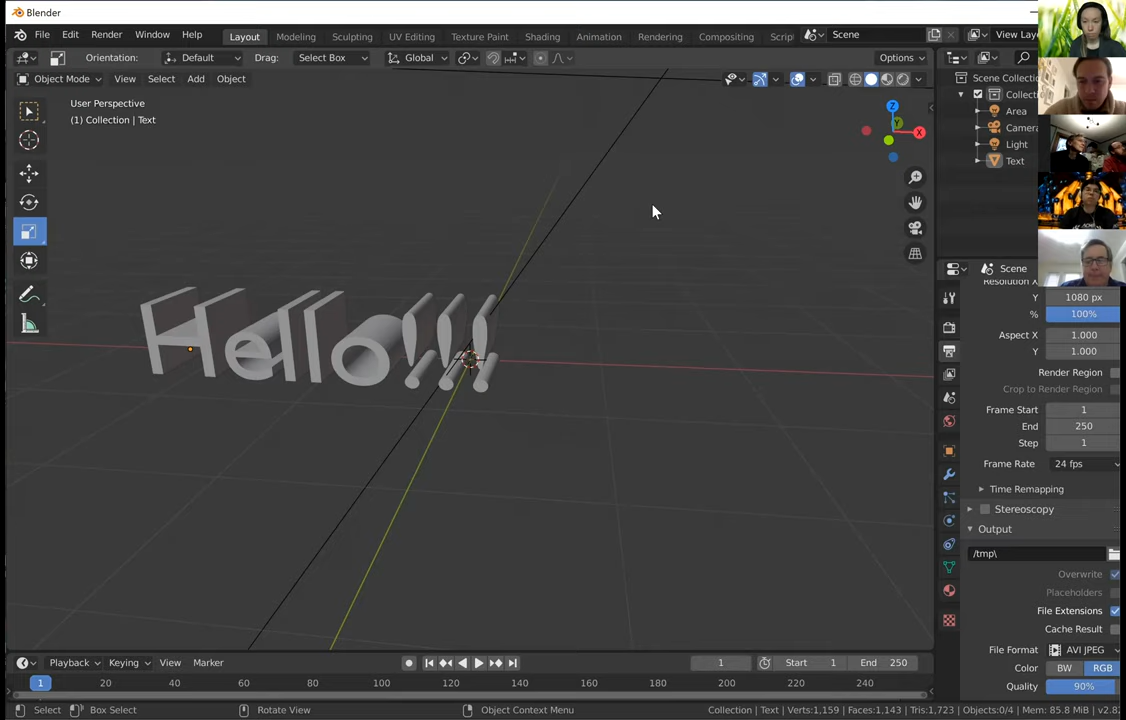 Blender
File Edit Render Window Help Layout Modeling Sculpting UV Editing Texture Paint Shading Animation Rendering Compositing Scrip Scene View Laye
Orientation: Default Drag: Select Box Global Options
Object Mode View Select Add Object
User Perspective
(1) Collection | Text
Z
Y
X
Hello!!!
Scene Collectio
Collecti
Area
Camera
Light
Text
Scene
Resolution X
Y 1080 px
% 100%
Aspect X 1.000
Y 1.000
Render Region
Crop to Render Region
Frame Start 1
End 250
Step 1
Frame Rate 24 fps
Time Remapping
Stereoscopy
Output
/tmp\
Overwrite
Placeholders
File Extensions
Cache Result
File Format AVI JPEG
Color BW RGB
Quality 90%
Playback Keying View Marker 1 Start 1 End 250
1 20 40 60 80 100 120 140 160 180 200 220 240
Select Box Select Rotate View Object Context Menu Collection | Text | Verts:1,159 | Faces:1,143 | Tris:1,723 | Objects:0/4 | Mem: 85.8 MiB | v2.8